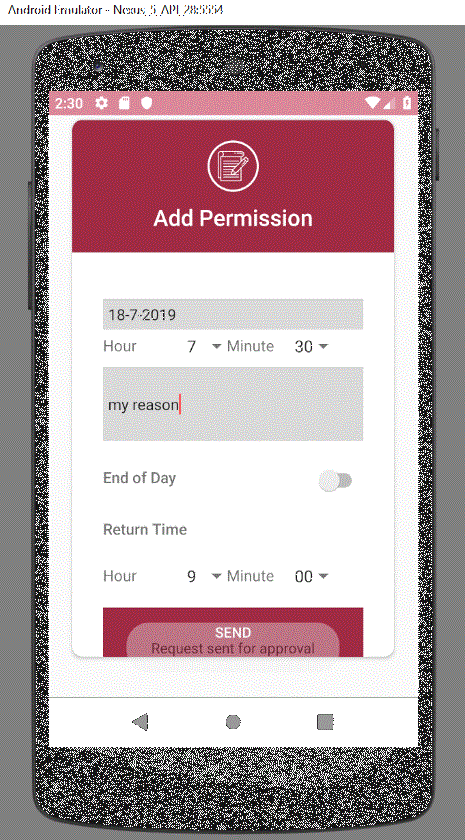 Android Emulator - Nexus_5_API_28:5554
2:30
Add Permission
18-7-2019
Hour 7 Minute 30
my reason
End of Day
Return Time
Hour 9 Minute 00
SEND
Request sent for approval